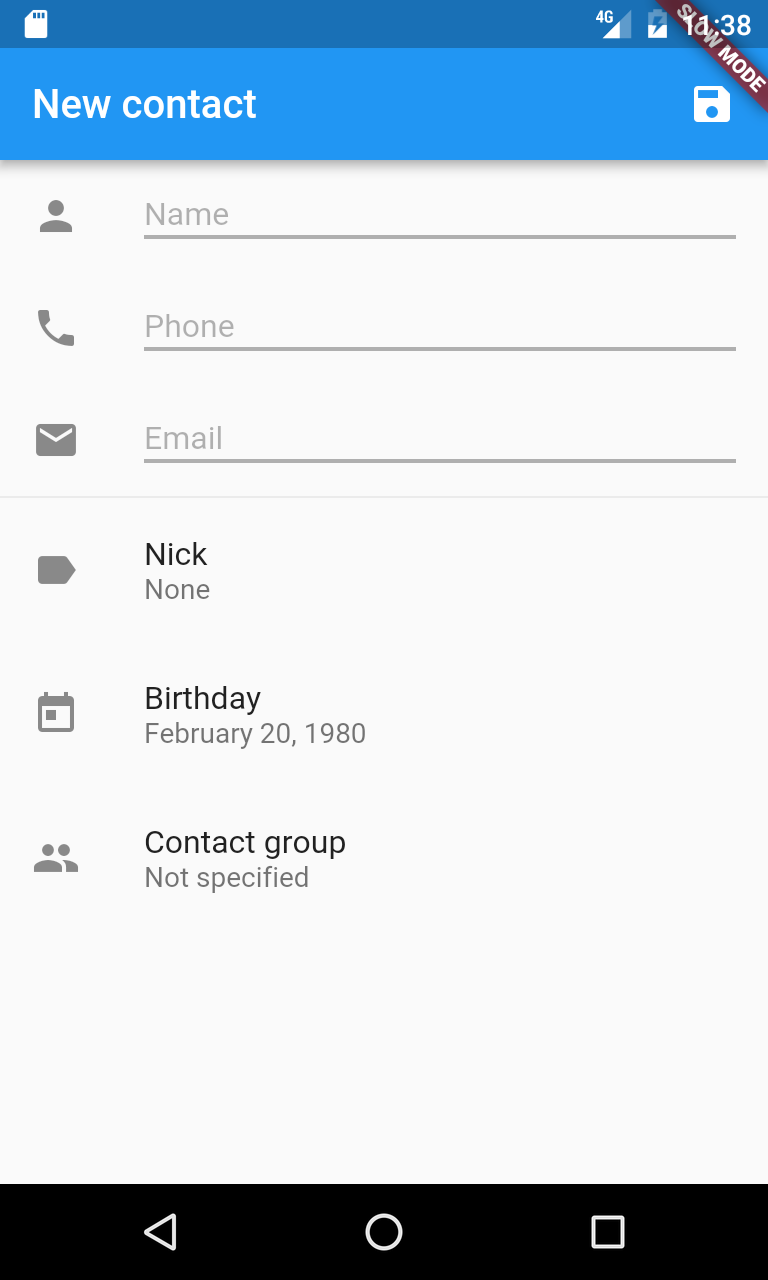 4G 11:38
SLOW MODE
New contact
Name
Phone
Email
Nick
None
Birthday
February 20, 1980
Contact group
Not specified